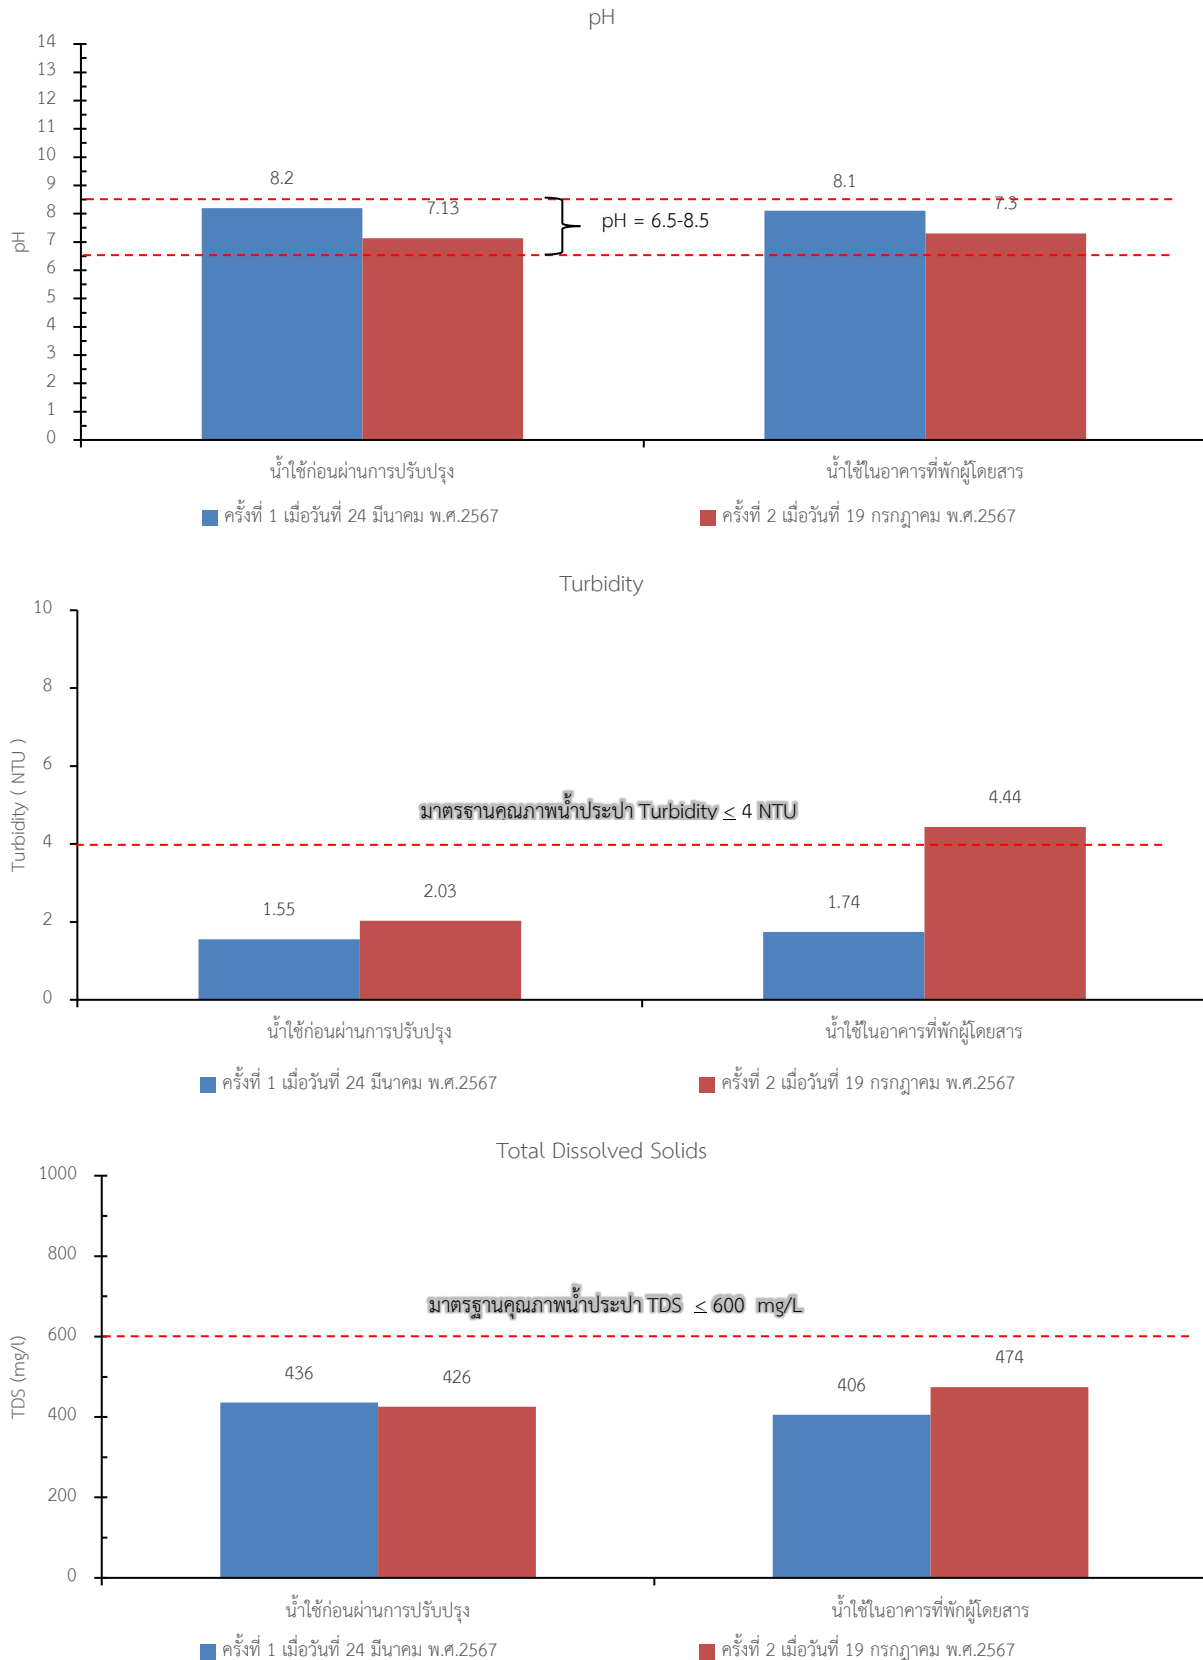 pH
14
13
12
11
10
9
8
7
6
5
4
3
2
1
0
pH
8.2
7.13
8.1
7.3
pH = 6.5-8.5
น้ำใช้ก่อนผ่านการปรับปรุง
น้ำใช้ในอาคารที่พักผู้โดยสาร
ครั้งที่ 1 เมื่อวันที่ 24 มีนาคม พ.ศ.2567
ครั้งที่ 2 เมื่อวันที่ 19 กรกฎาคม พ.ศ.2567
Turbidity
10
8
6
4
2
0
Turbidity ( NTU )
มาตรฐานคุณภาพน้ำประปา Turbidity ≤ 4 NTU
1.55
2.03
1.74
4.44
น้ำใช้ก่อนผ่านการปรับปรุง
น้ำใช้ในอาคารที่พักผู้โดยสาร
ครั้งที่ 1 เมื่อวันที่ 24 มีนาคม พ.ศ.2567
ครั้งที่ 2 เมื่อวันที่ 19 กรกฎาคม พ.ศ.2567
Total Dissolved Solids
1000
800
600
400
200
0
TDS (mg/l)
มาตรฐานคุณภาพน้ำประปา TDS ≤ 600 mg/L
436
426
406
474
น้ำใช้ก่อนผ่านการปรับปรุง
น้ำใช้ในอาคารที่พักผู้โดยสาร
ครั้งที่ 1 เมื่อวันที่ 24 มีนาคม พ.ศ.2567
ครั้งที่ 2 เมื่อวันที่ 19 กรกฎาคม พ.ศ.2567